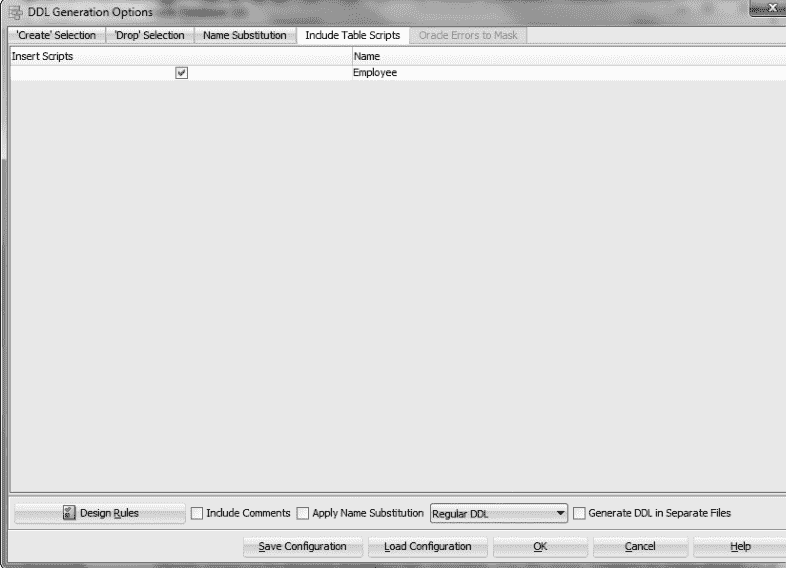 DDL Generation Options
'Create' Selection 'Drop' Selection Name Substitution Include Table Scripts Oracle Errors to Mask
Insert Scripts Name
Employee
Design Rules Include Comments Apply Name Substitution Regular DDL Generate DDL in Separate Files
Save Configuration Load Configuration OK Cancel Help